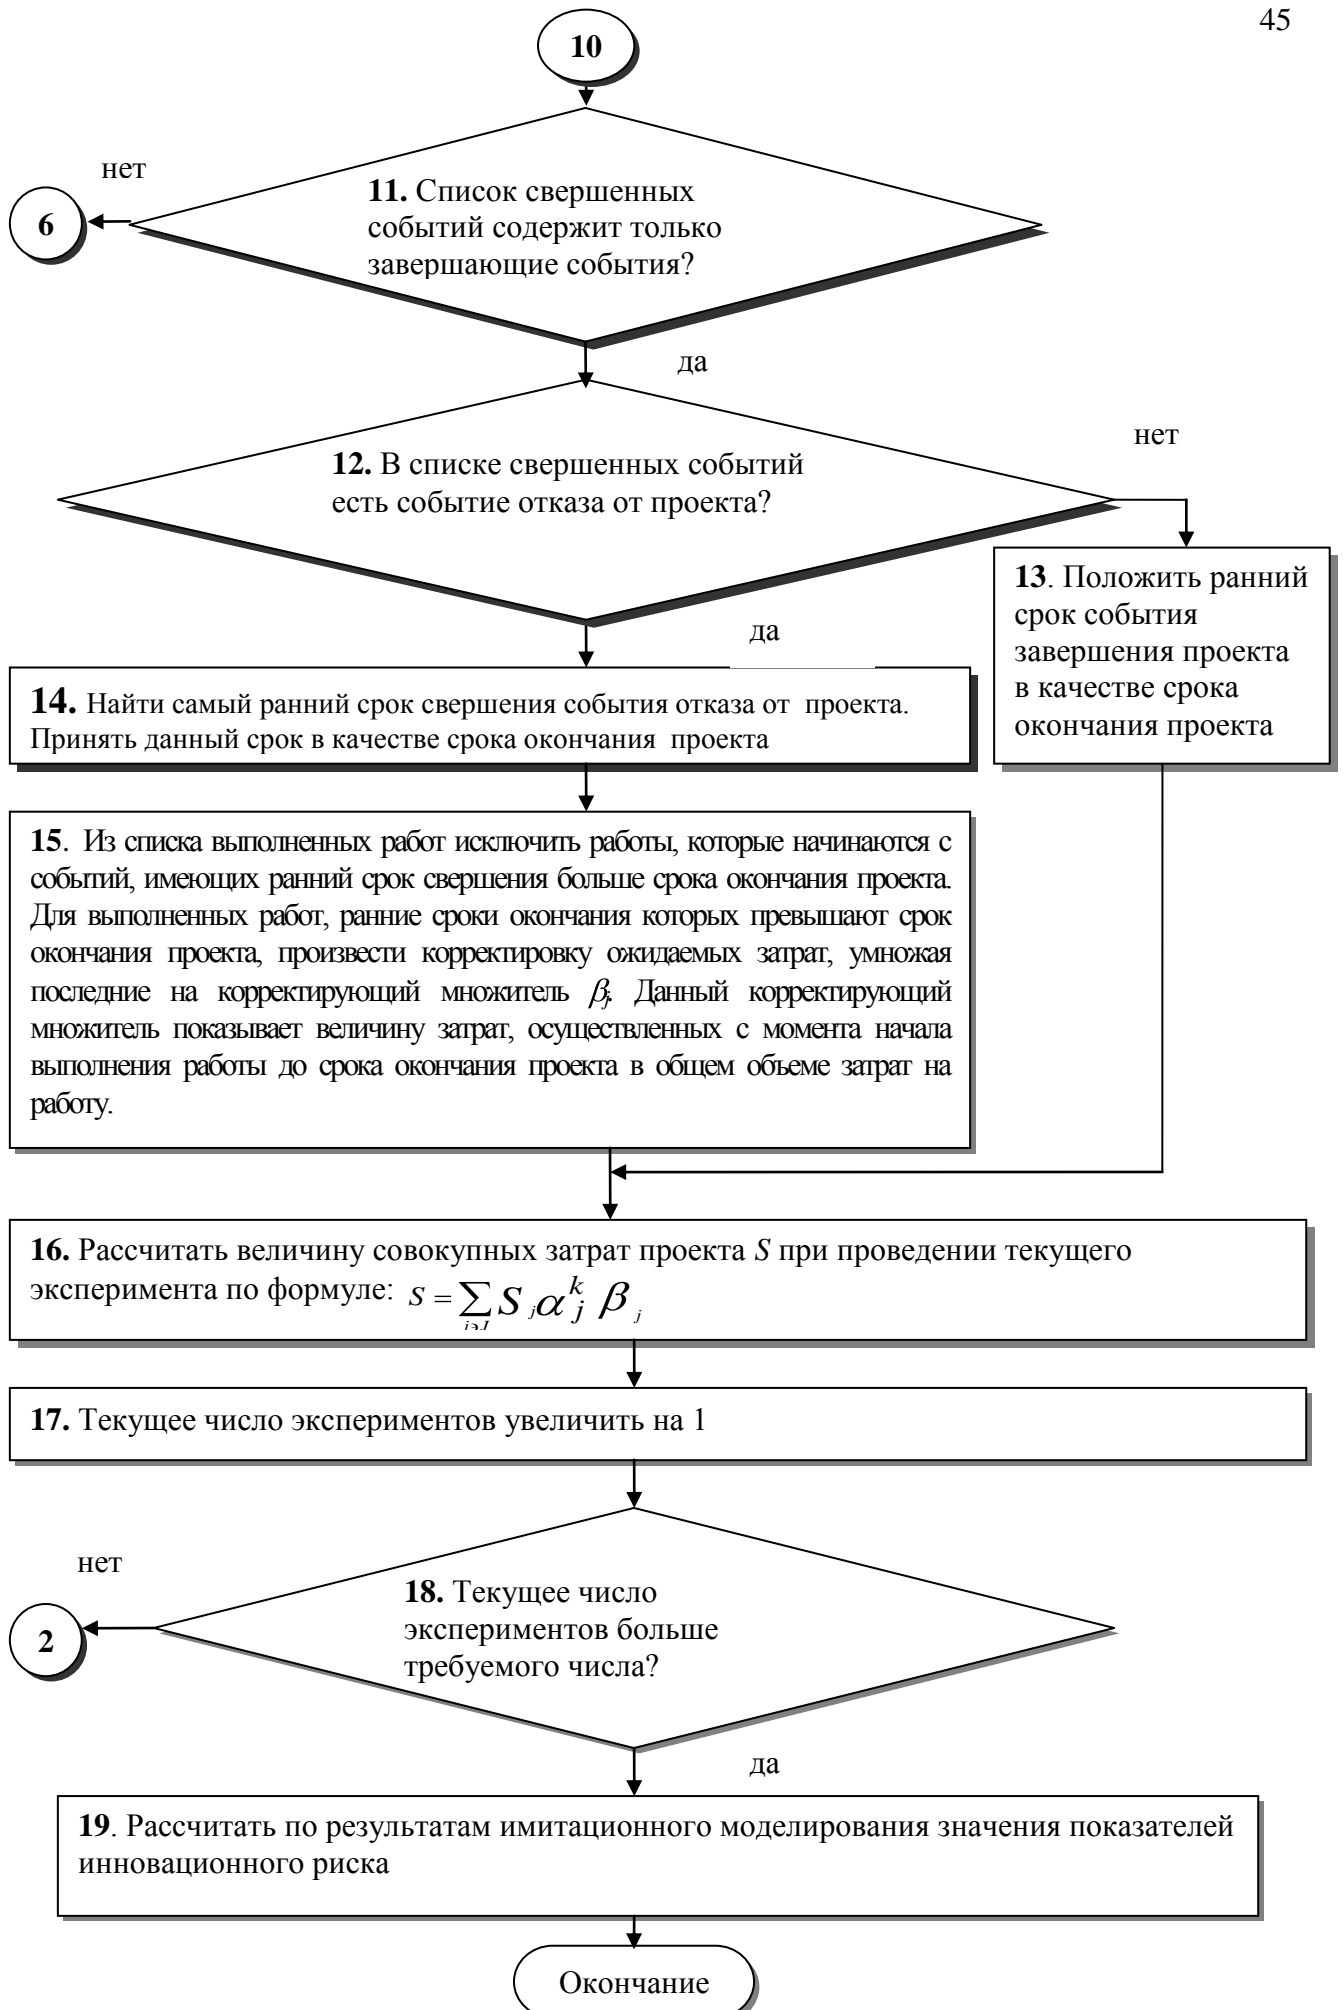 45
10
нет
11. Список свершенных
событий содержит только
завершающие события?
6
да
нет
12. В списке свершенных событий
есть событие отказа от проекта?
13. Положить ранний
срок события
завершения проекта
в качестве срока
окончания проекта
да
14. Найти самый ранний срок свершения события отказа от проекта.
Принять данный срок в качестве срока окончания проекта
15. Из списка выполненных работ исключить работы, которые начинаются с
событий, имеющих ранний срок свершения больше срока окончания проекта.
Для выполненных работ, ранние сроки окончания которых превышают срок
окончания проекта, произвести корректировку ожидаемых затрат, умножая
последние на корректирующий множитель βj. Данный корректирующий
множитель показывает величину затрат, осуществленных с момента начала
выполнения работы до срока окончания проекта в общем объеме затрат на
работу.
16. Рассчитать величину совокупных затрат проекта S при проведении текущего
эксперимента по формуле: S = ∑ S j α j k β j
17. Текущее число экспериментов увеличить на 1
нет
18. Текущее число
экспериментов больше
требуемого числа?
2
да
19. Рассчитать по результатам имитационного моделирования значения показателей
инновационного риска
Окончание